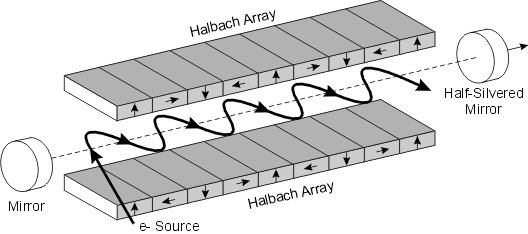 Halbach Array
Half-Silvered
Mirror
Halbach Array
Mirror
e- Source